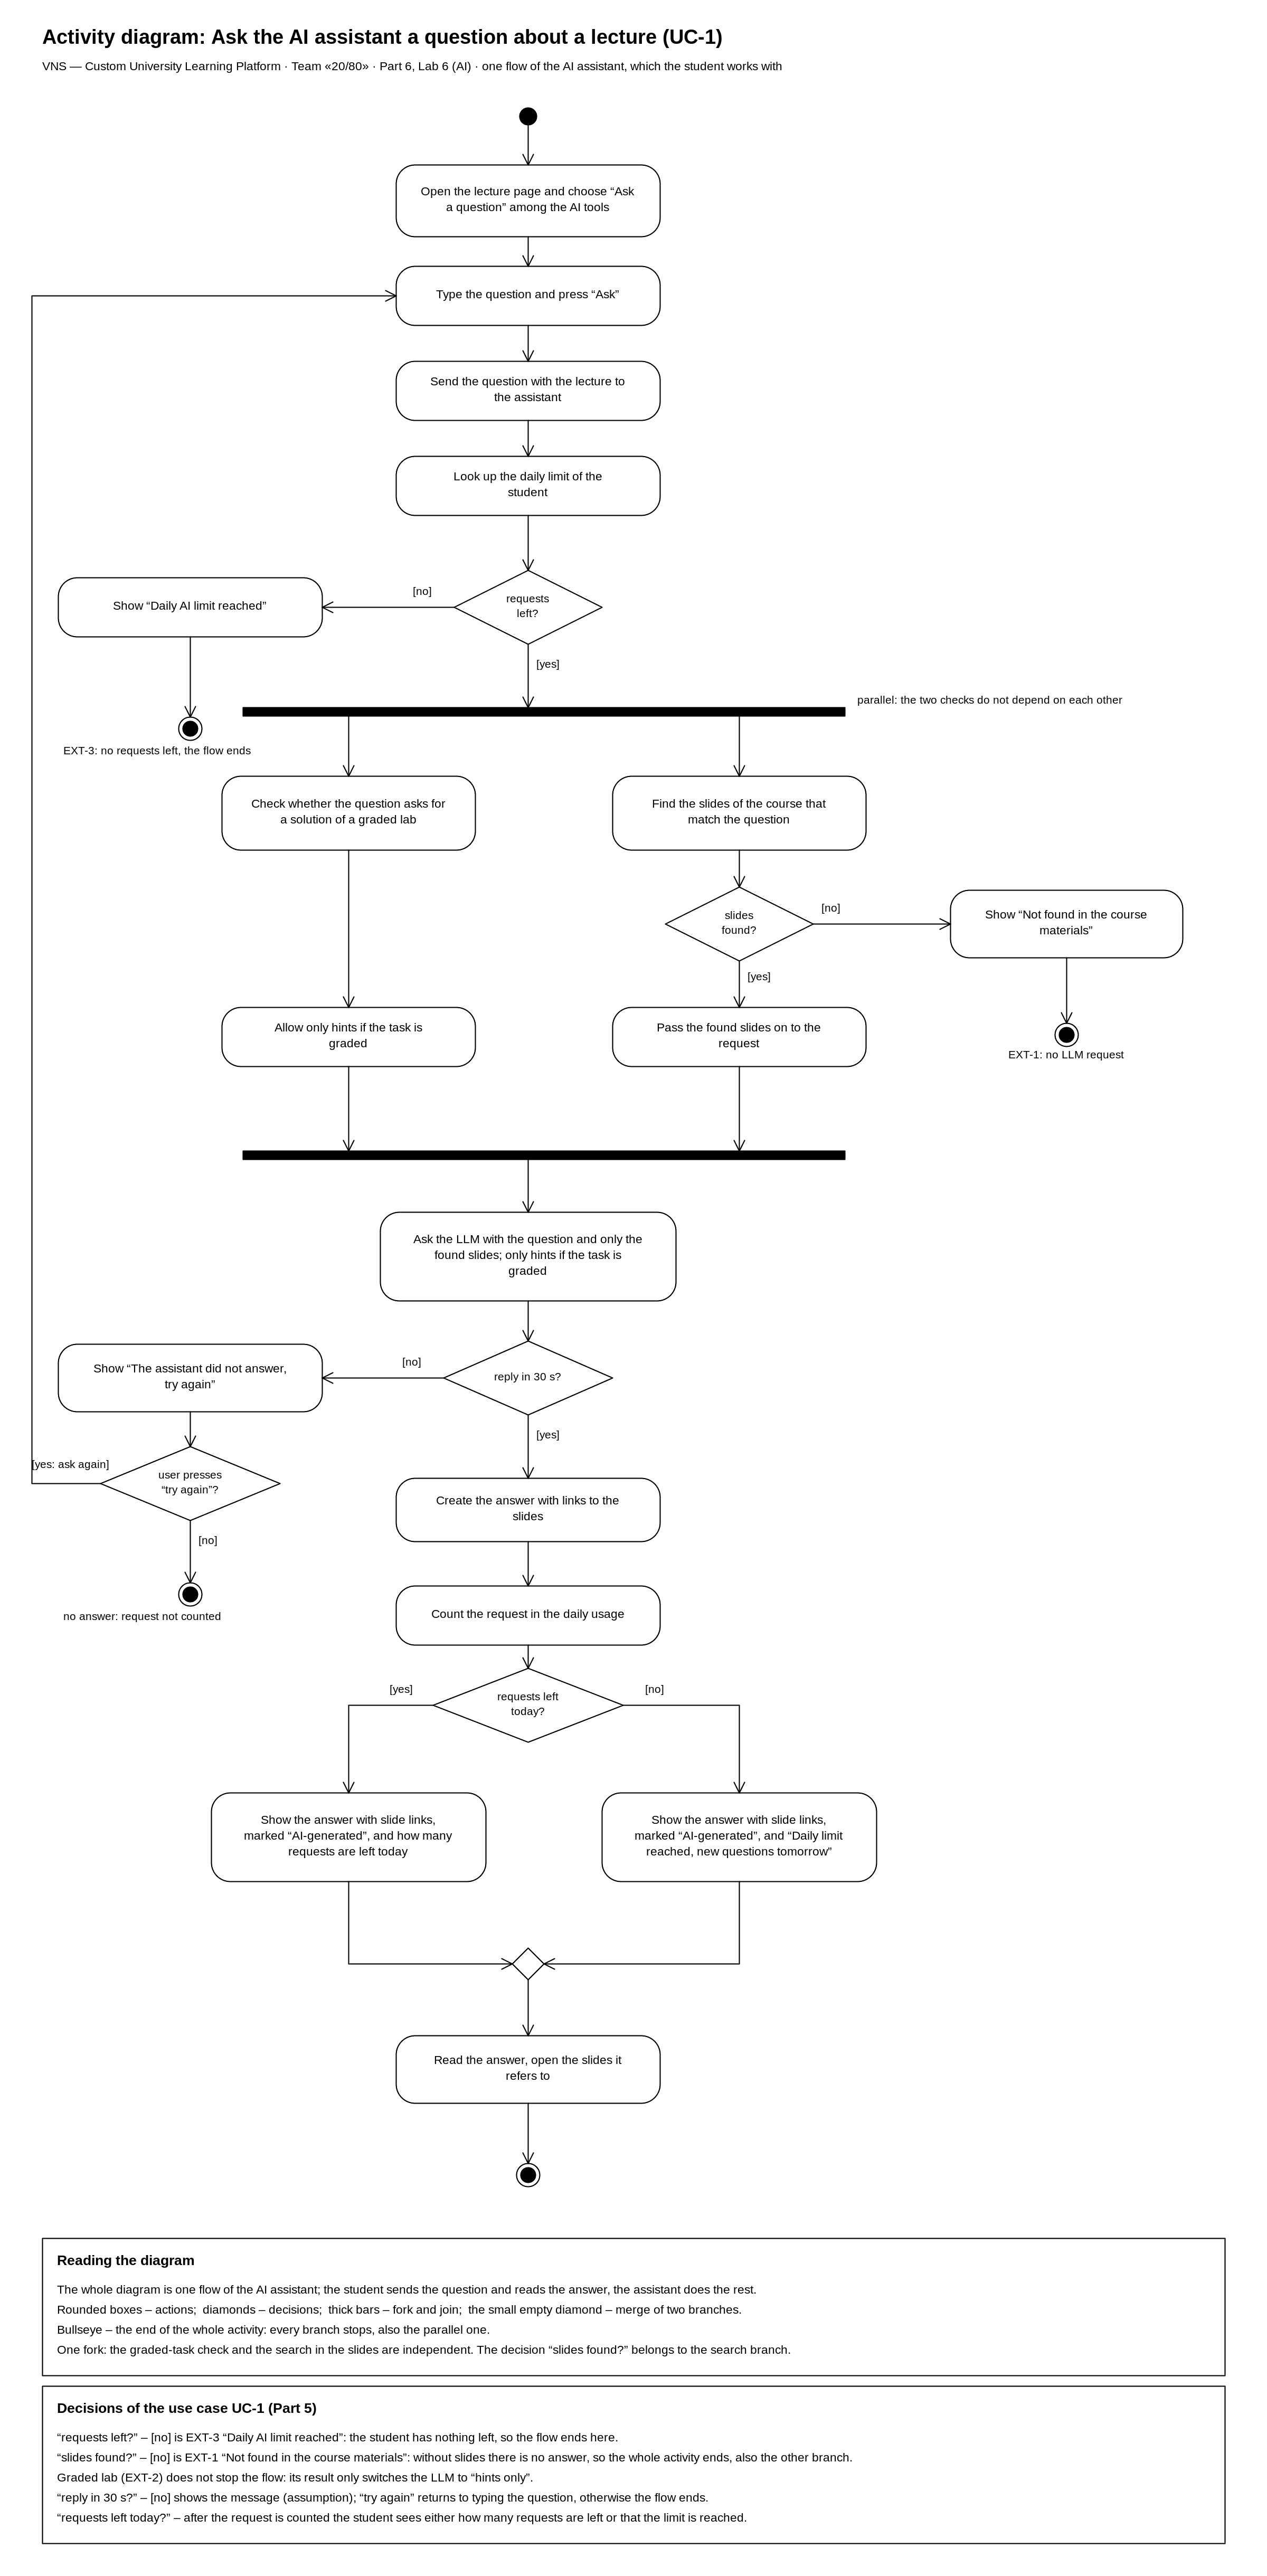 Activity diagram: Ask the AI assistant a question about a lecture (UC-1)
VNS — Custom University Learning Platform · Team «20/80» · Part 6, Lab 6 (AI) · one flow of the AI assistant, which the student works with
Open the lecture page and choose “Ask
a question” among the AI tools
Type the question and press “Ask”
Send the question with the lecture to
the assistant
Look up the daily limit of the
student
requests
left?
[no]
Show “Daily AI limit reached”
[yes]
EXT-3: no requests left, the flow ends
parallel: the two checks do not depend on each other
Check whether the question asks for
a solution of a graded lab
Find the slides of the course that
match the question
slides
found?
[no]
Show “Not found in the course
materials”
[yes]
EXT-1: no LLM request
Allow only hints if the task is
graded
Pass the found slides on to the
request
Ask the LLM with the question and only the
found slides; only hints if the task is
graded
reply in 30 s?
[no]
Show “The assistant did not answer,
try again”
[yes]
[yes: ask again]
user presses
“try again”?
[no]
no answer: request not counted
Create the answer with links to the
slides
Count the request in the daily usage
requests left
today?
[yes]
[no]
Show the answer with slide links,
marked “AI-generated”, and how many
requests are left today
Show the answer with slide links,
marked “AI-generated”, and “Daily limit
reached, new questions tomorrow”
Read the answer, open the slides it
refers to
Reading the diagram
The whole diagram is one flow of the AI assistant; the student sends the question and reads the answer, the assistant does the rest.
Rounded boxes – actions; diamonds – decisions; thick bars – fork and join; the small empty diamond – merge of two branches.
Bullseye – the end of the whole activity: every branch stops, also the parallel one.
One fork: the graded-task check and the search in the slides are independent. The decision “slides found?” belongs to the search branch.
Decisions of the use case UC-1 (Part 5)
“requests left?” – [no] is EXT-3 “Daily AI limit reached”: the student has nothing left, so the flow ends here.
“slides found?” – [no] is EXT-1 “Not found in the course materials”: without slides there is no answer, so the whole activity ends, also the other branch.
Graded lab (EXT-2) does not stop the flow: its result only switches the LLM to “hints only”.
“reply in 30 s?” – [no] shows the message (assumption); “try again” returns to typing the question, otherwise the flow ends.
“requests left today?” – after the request is counted the student sees either how many requests are left or that the limit is reached.